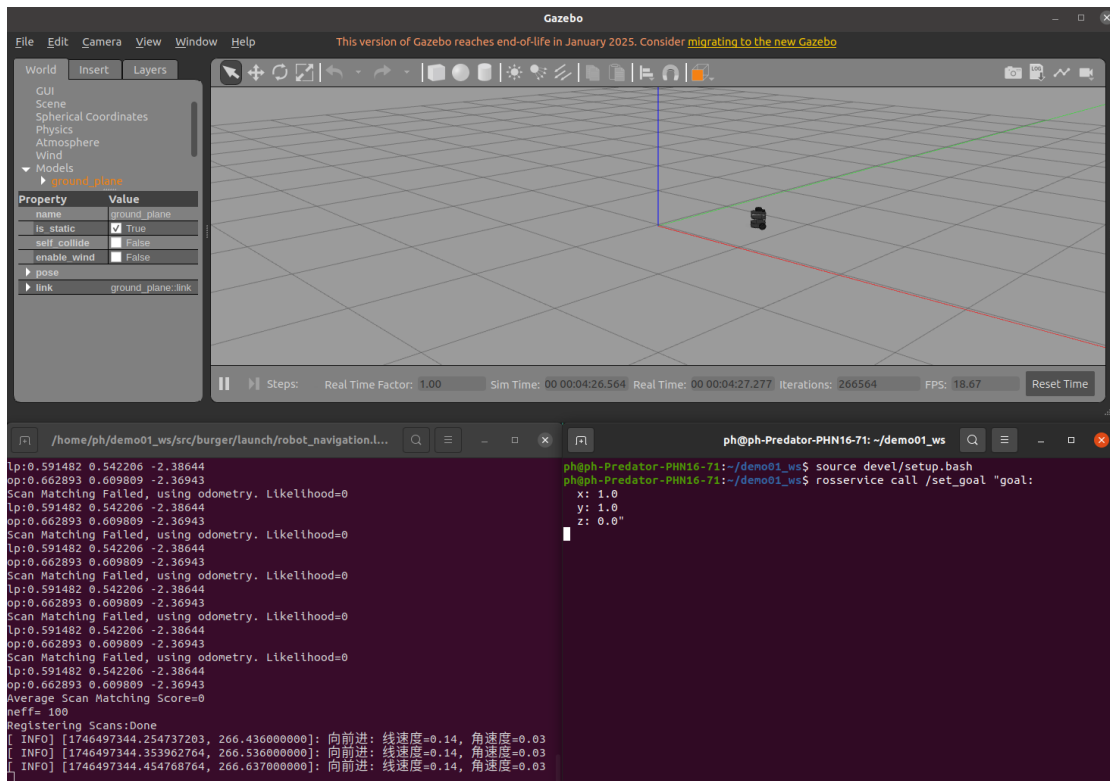 Gazebo
File Edit Camera View Window Help
This version of Gazebo reaches end-of-life in January 2025. Consider migrating to the new Gazebo
World Insert Layers
GUI
Scene
Spherical Coordinates
Physics
Atmosphere
Wind
Models
ground_plane
Property Value
name ground_plane
is_static True
self_collide False
enable_wind False
pose
link ground_plane::link
LOG
Steps: Real Time Factor: 1.00 Sim Time: 00 00:04:26.564 Real Time: 00 00:04:27.277 Iterations: 266564 FPS: 18.67 Reset Time
/home/ph/demo01_ws/src/burger/launch/robot_navigation.l...
lp:0.591482 0.542206 -2.38644
op:0.662893 0.609809 -2.36943
Scan Matching Failed, using odometry. Likelihood=0
lp:0.591482 0.542206 -2.38644
op:0.662893 0.609809 -2.36943
Scan Matching Failed, using odometry. Likelihood=0
lp:0.591482 0.542206 -2.38644
op:0.662893 0.609809 -2.36943
Scan Matching Failed, using odometry. Likelihood=0
lp:0.591482 0.542206 -2.38644
op:0.662893 0.609809 -2.36943
Scan Matching Failed, using odometry. Likelihood=0
lp:0.591482 0.542206 -2.38644
op:0.662893 0.609809 -2.36943
Scan Matching Failed, using odometry. Likelihood=0
lp:0.591482 0.542206 -2.38644
op:0.662893 0.609809 -2.36943
Average Scan Matching Score=0
neff= 100
Registering Scans:Done
[ INFO] [1746497344.254737203, 266.436000000]: 向前进: 线速度=0.14, 角速度=0.03
[ INFO] [1746497344.353962764, 266.536000000]: 向前进: 线速度=0.14, 角速度=0.03
[ INFO] [1746497344.454768764, 266.637000000]: 向前进: 线速度=0.14, 角速度=0.03
ph@ph-Predator-PHN16-71: ~/demo01_ws
ph@ph-Predator-PHN16-71:~/demo01_ws$ source devel/setup.bash
ph@ph-Predator-PHN16-71:~/demo01_ws$ rosservice call /set_goal "goal:
x: 1.0
y: 1.0
z: 0.0"